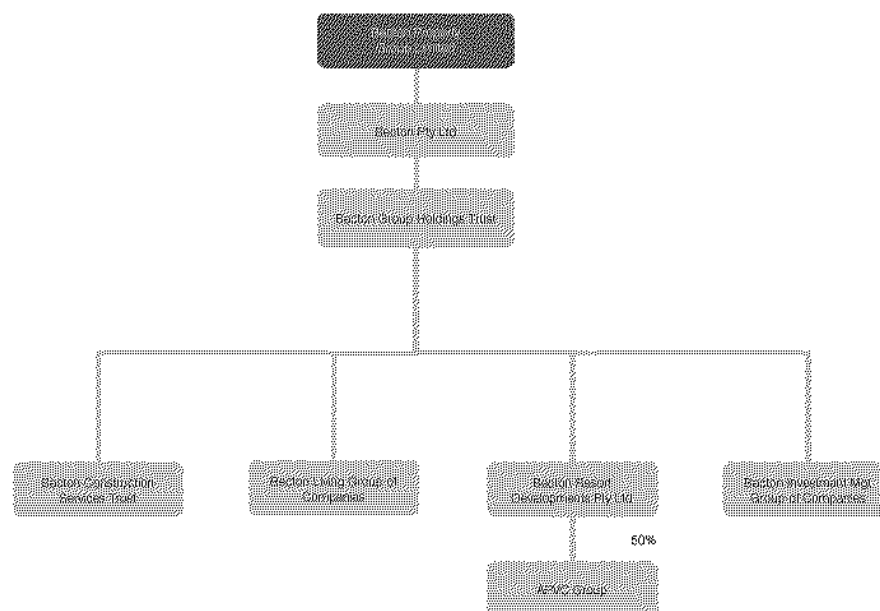 Becton Property
Group Limited
Becton Pty Ltd
Becton Group Holdings Trust
Becton Construction
Services Trust
Becton Living Group of
Companies
Becton Resort
Developments Pty Ltd
Becton Investment Mgt
Group of Companies
50%
APVC Group